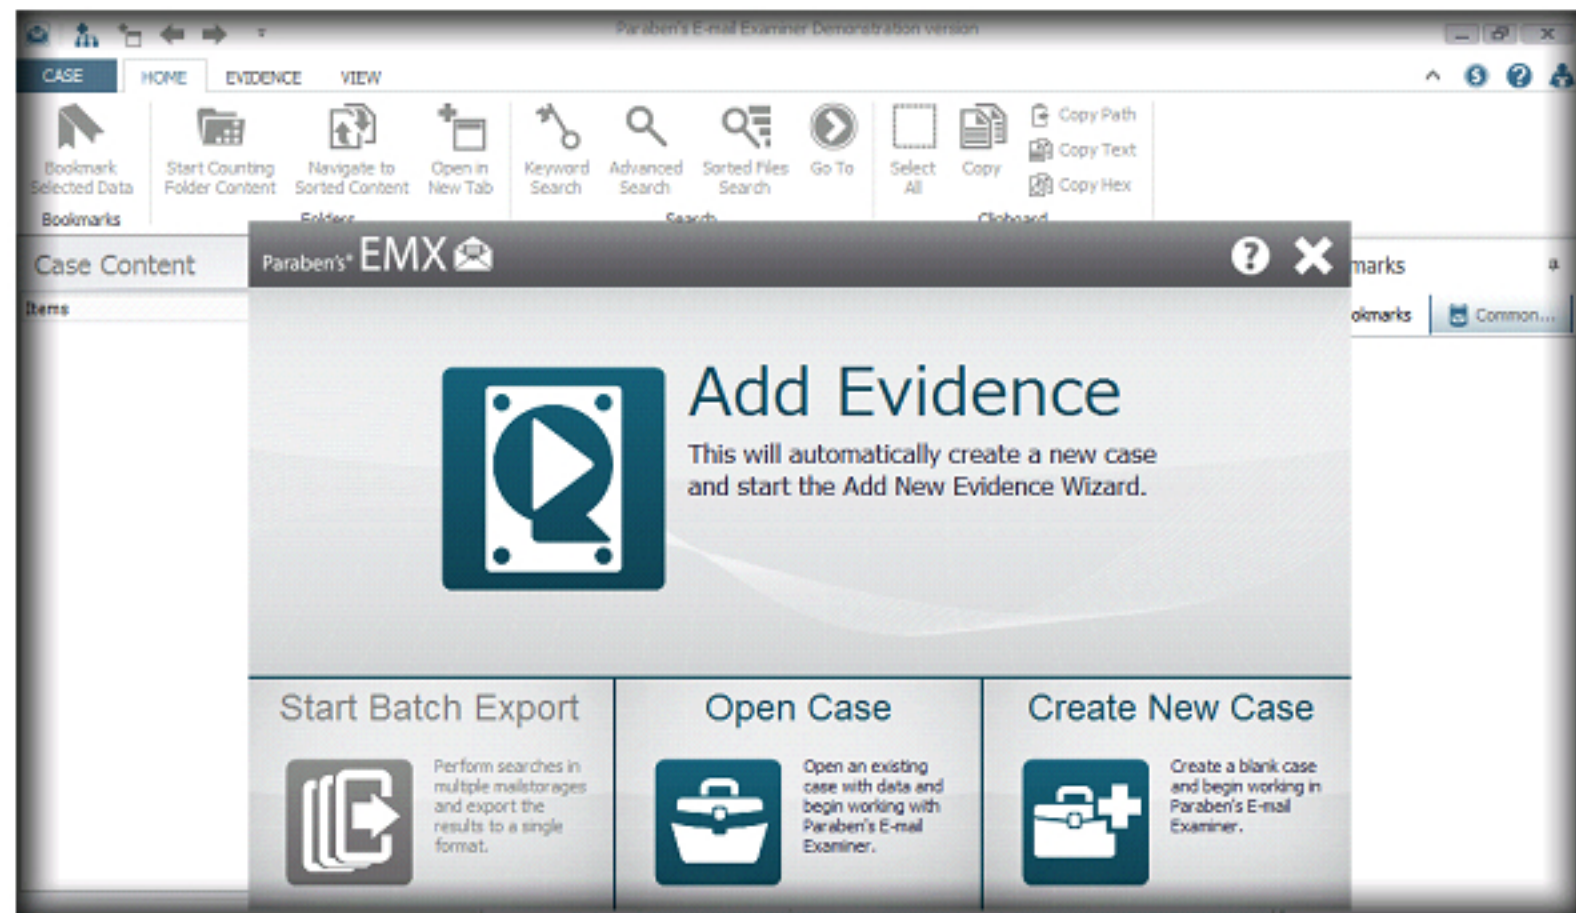 Paraben's E-mail Examiner Demonstration version
CASE HOME EVIDENCE VIEW
Bookmark
Selected Data
Start Counting
Folder Content
Navigate to
Sorted Content
Open in
New Tab
Keyword
Search
Advanced
Search
Sorted Files
Search
Go To
Select
All
Copy
Copy Path
Copy Text
Copy Hex
Bookmarks
Folders
Search
Clipboard
Case Content
Items
Paraben's EMX
marks
okmarks
Common...
Add Evidence
This will automatically create a new case
and start the Add New Evidence Wizard.
Start Batch Export
Perform searches in
multiple mailstorages
and export the
results to a single
format.
Open Case
Open an existing
case with data and
begin working with
Paraben's E-mail
Examiner.
Create New Case
Create a blank case
and begin working in
Paraben's E-mail
Examiner.